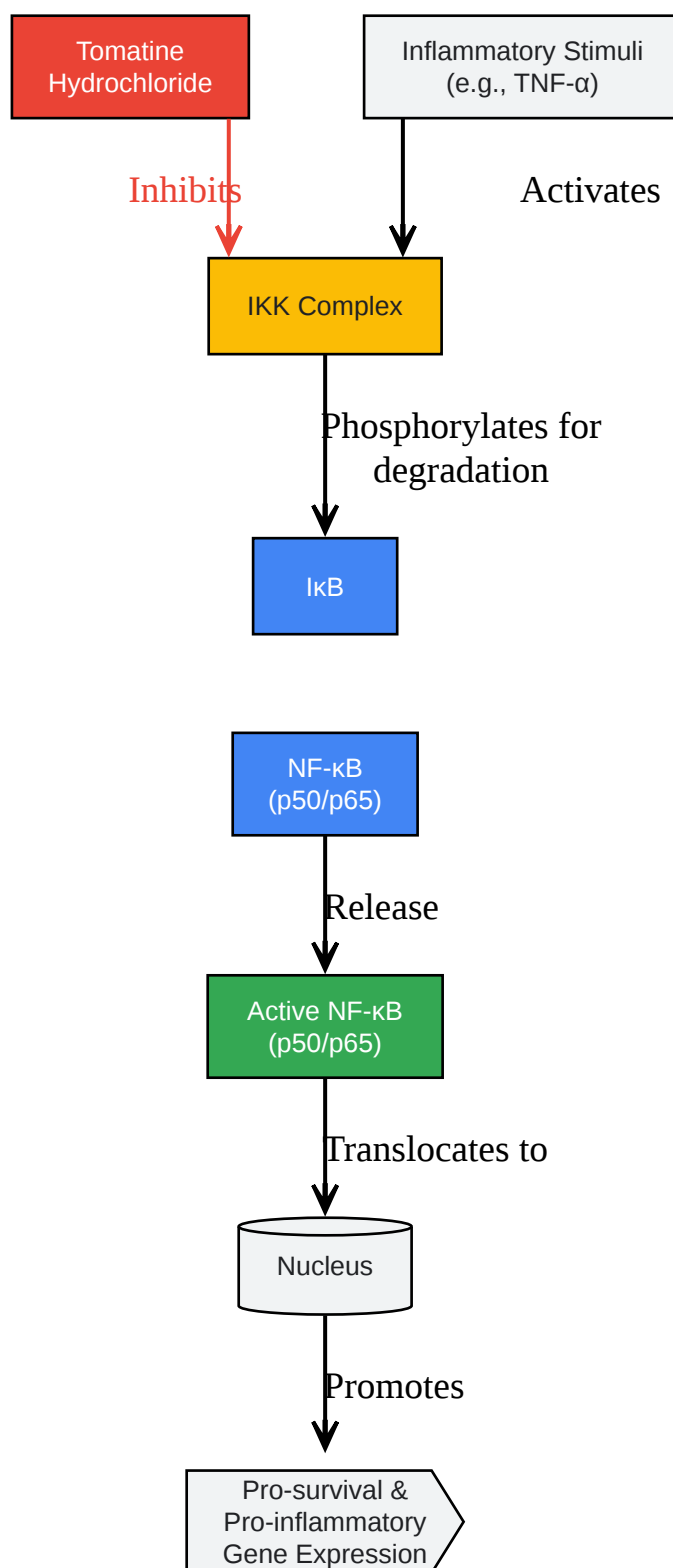 Tomatine
Hydrochloride
Inflammatory Stimuli
(e.g., TNF-α)
Inhibits
Activates
IKK Complex
Phosphorylates for
degradation
IκB
NF-κB
(p50/p65)
Release
Active NF-κB
(p50/p65)
Translocates to
Nucleus
Promotes
Pro-survival &
Pro-inflammatory
Gene Expression